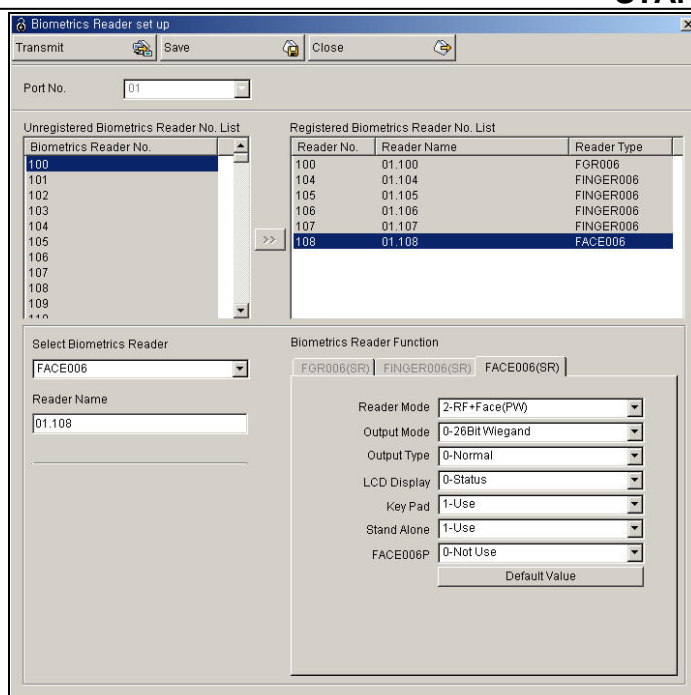 Biometrics Reader set up
Transmit Save Close
Port No. 01
Unregistered Biometrics Reader No. List
Biometrics Reader No.
100
101
102
103
104
105
106
107
108
109
>>
Registered Biometrics Reader No. List
Reader No. Reader Name Reader Type
100 01.100 FGR006
104 01.104 FINGER006
105 01.105 FINGER006
106 01.106 FINGER006
107 01.107 FINGER006
108 01.108 FACE006
Select Biometrics Reader
FACE006
Reader Name
01.108
Biometrics Reader Function
FGR006(SR) FINGER006(SR) FACE006(SR)
Reader Mode 2-RF+Face(PW)
Output Mode 0-26Bit Wiegand
Output Type 0-Normal
LCD Display 0-Status
Key Pad 1-Use
Stand Alone 1-Use
FACE006P 0-Not Use
Default Value